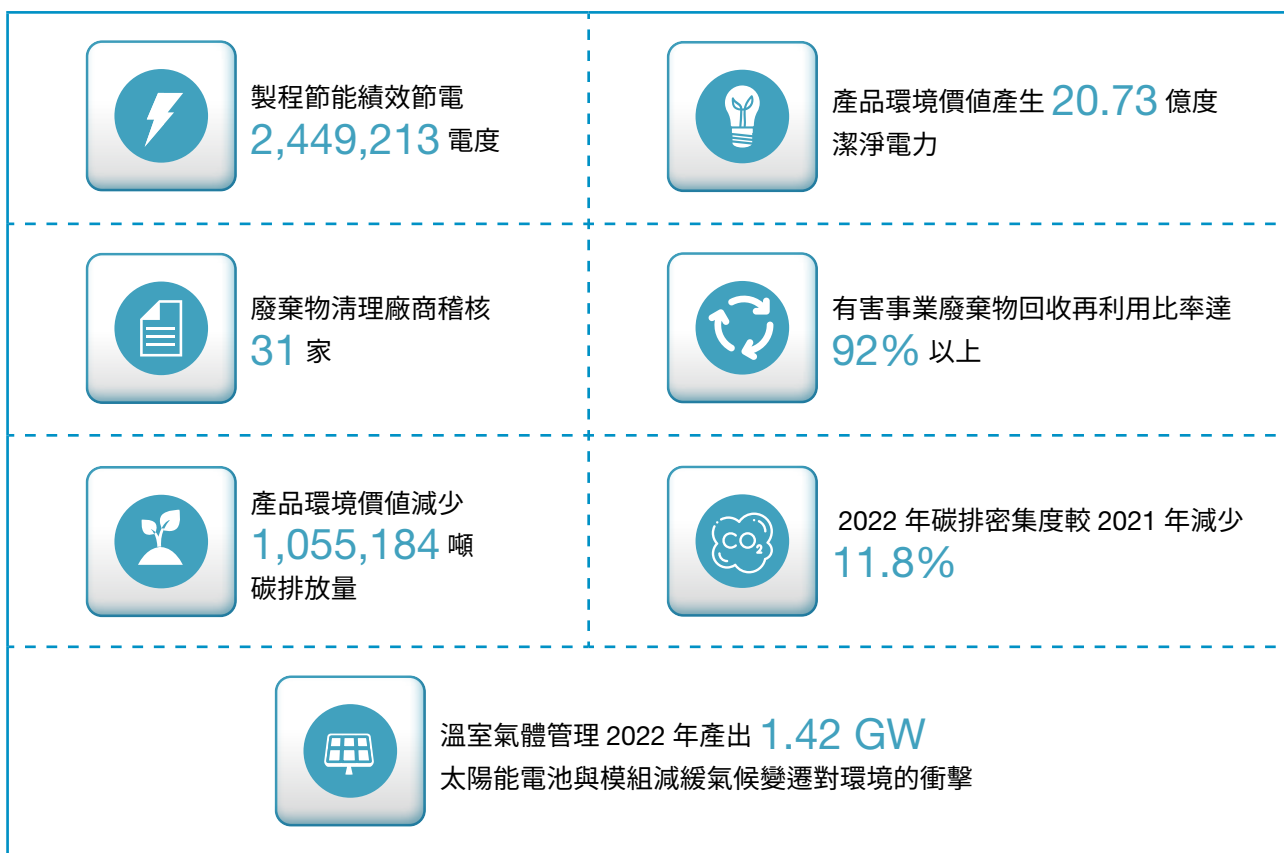 製程節能績效節電
2,449,213 電度
產品環境價值產生 20.73 億度
潔淨電力
廢棄物清理廠商稽核
31 家
有害事業廢棄物回收再利用比率達
92% 以上
產品環境價值減少
1,055,184 噸
碳排放量
CO2
2022 年碳排密集度較 2021 年減少
11.8%
溫室氣體管理 2022 年產出 1.42 GW
太陽能電池與模組減緩氣候變遷對環境的衝擊